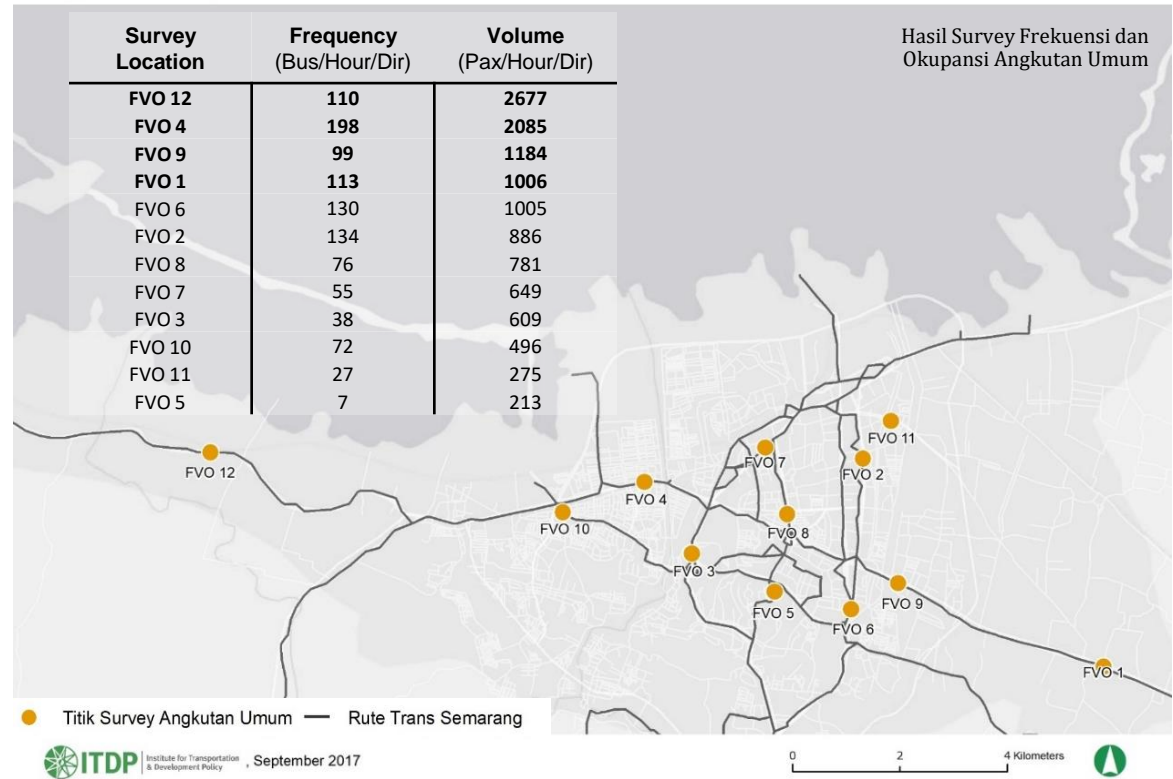 Survey Location Frequency (Bus/Hour/Dir) Volume (Pax/Hour/Dir)
FVO 12 110 2677
FVO 4 198 2085
FVO 9 99 1184
FVO 1 113 1006
FVO 6 130 1005
FVO 2 134 886
FVO 8 76 781
FVO 7 55 649
FVO 3 38 609
FVO 10 72 496
FVO 11 27 275
FVO 5 7 213
Hasil Survey Frekuensi dan
Okupansi Angkutan Umum
FVO 11
FVO 7
FVO 2
FVO 12
FVO 4
FVO 10
FVO 8
FVO 3
FVO 5
FVO 9
FVO 6
FVO 1
Titik Survey Angkutan Umum
Rute Trans Semarang
ITDP
Institute for Transportation
& Development Policy
, September 2017
0 2 4 Kilometers